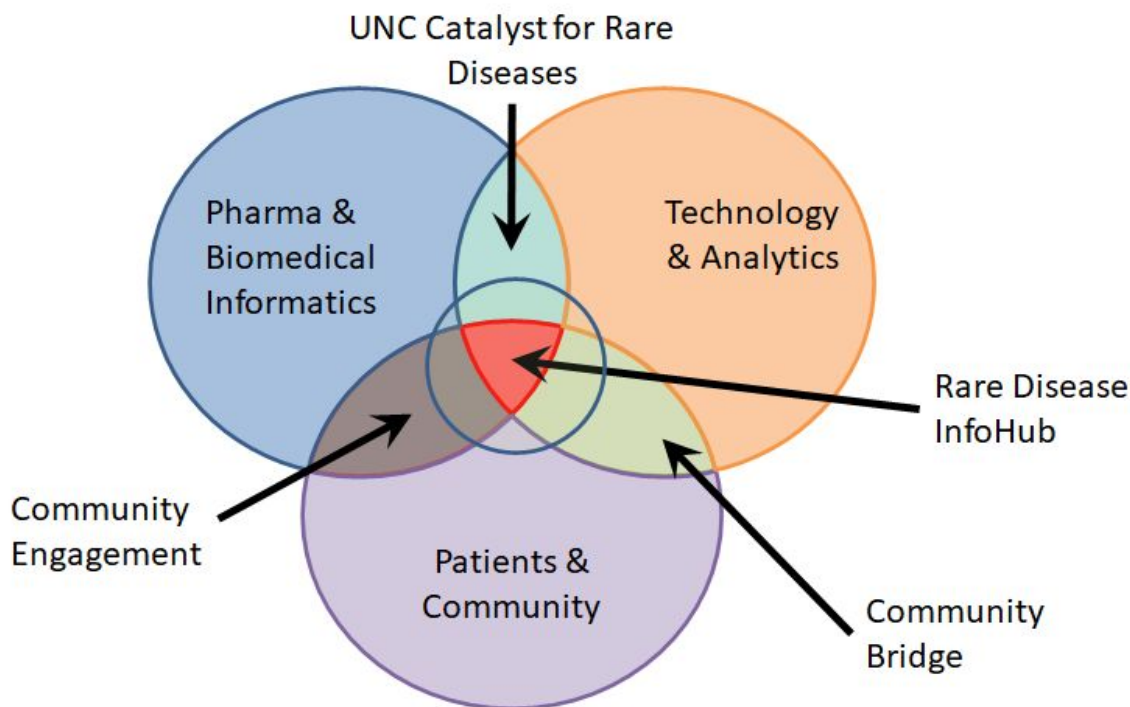 UNC Catalyst for Rare
Diseases
Pharma &
Biomedical
Informatics
Technology
& Analytics
Rare Disease
InfoHub
Community
Engagement
Patients &
Community
Community
Bridge